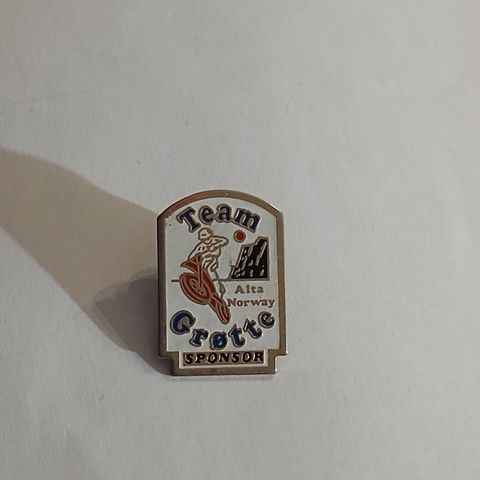 Team
Alta
Norway
Grøtte
SPONSOR